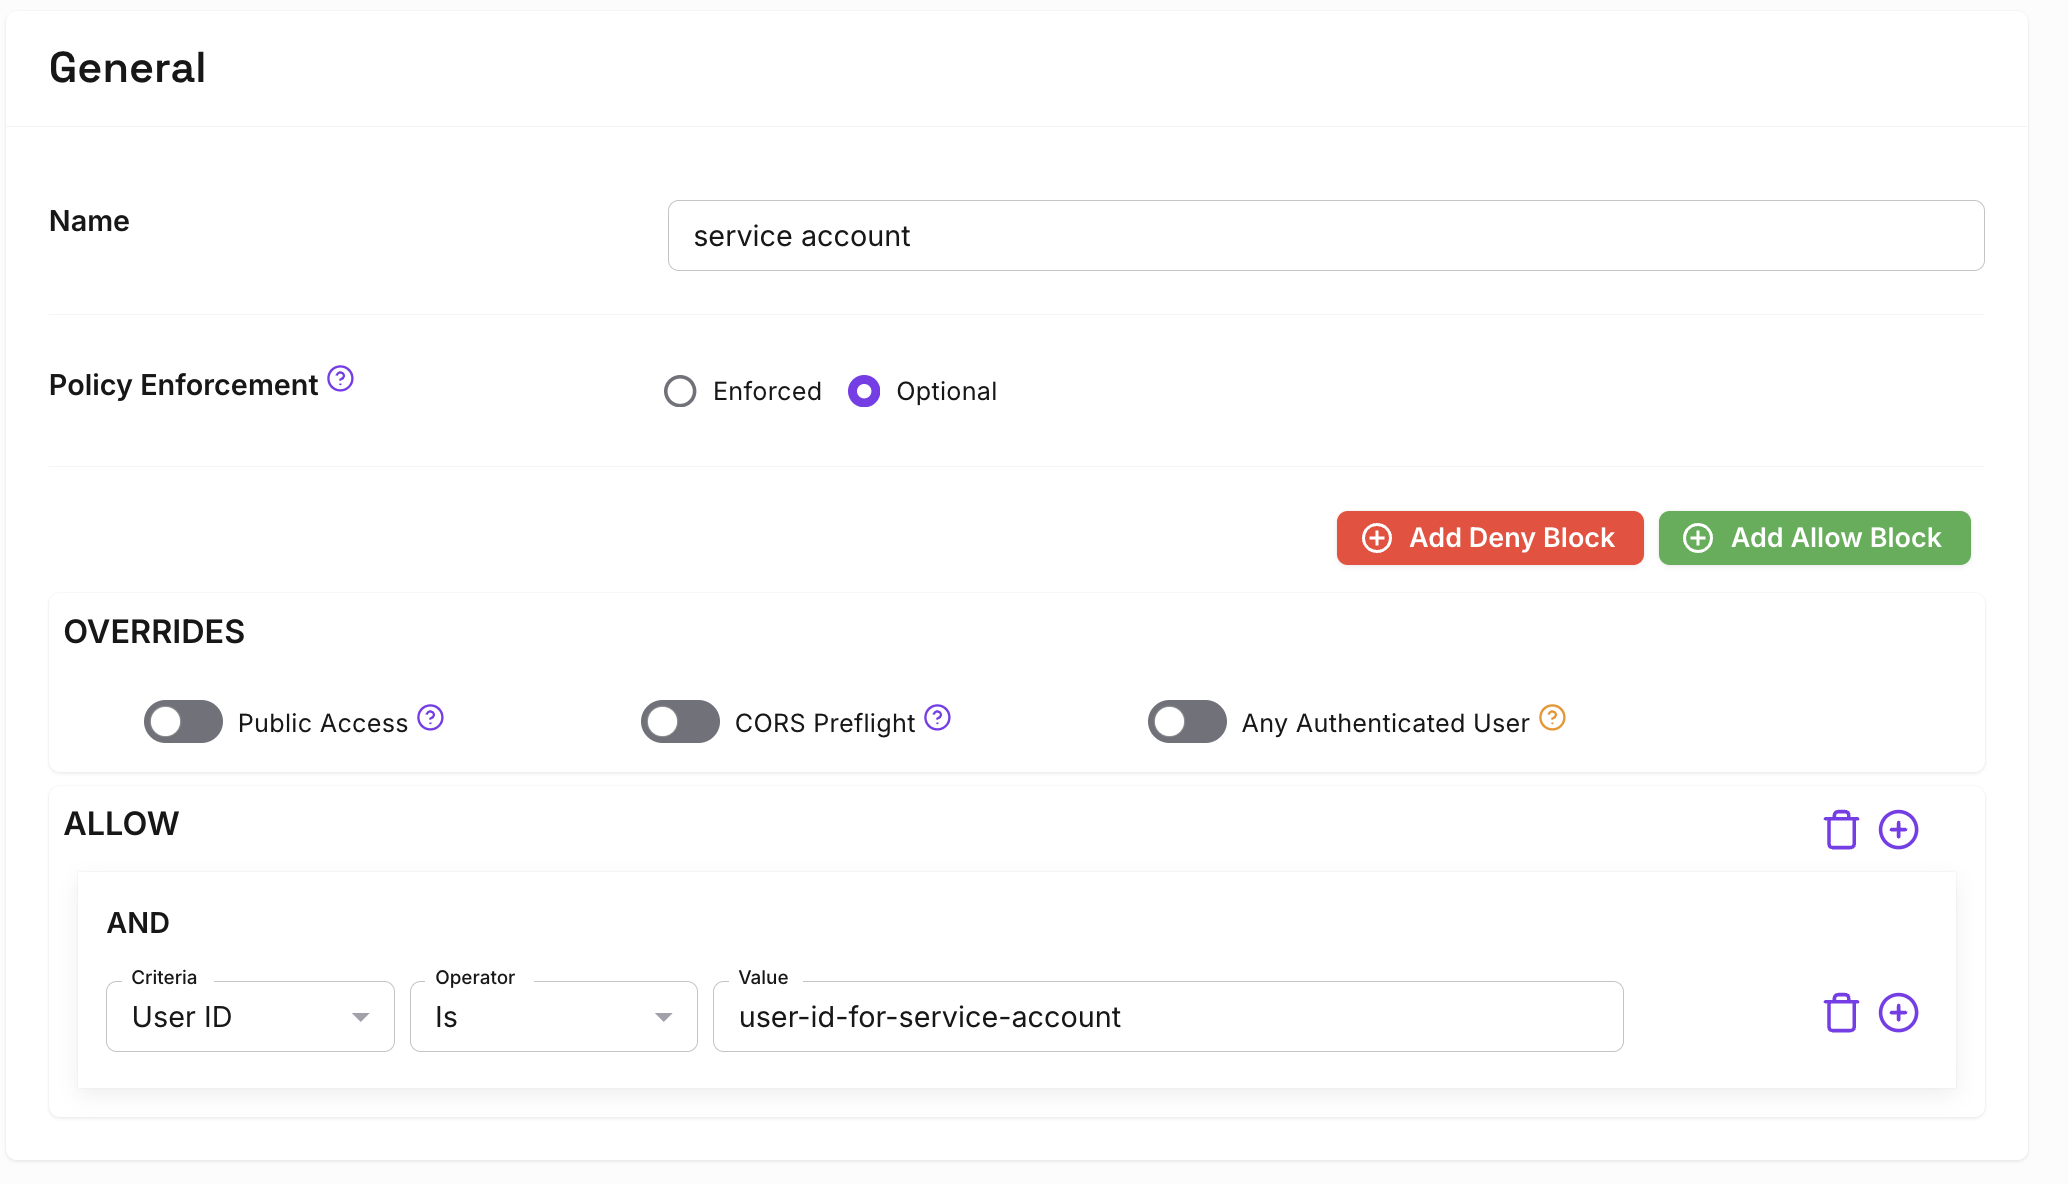 General
Name
service account
Policy Enforcement ?
Enforced Optional
Add Deny Block Add Allow Block
OVERRIDES
Public Access ? CORS Preflight ? Any Authenticated User ?
ALLOW
AND
Criteria Operator Value
User ID Is user-id-for-service-account